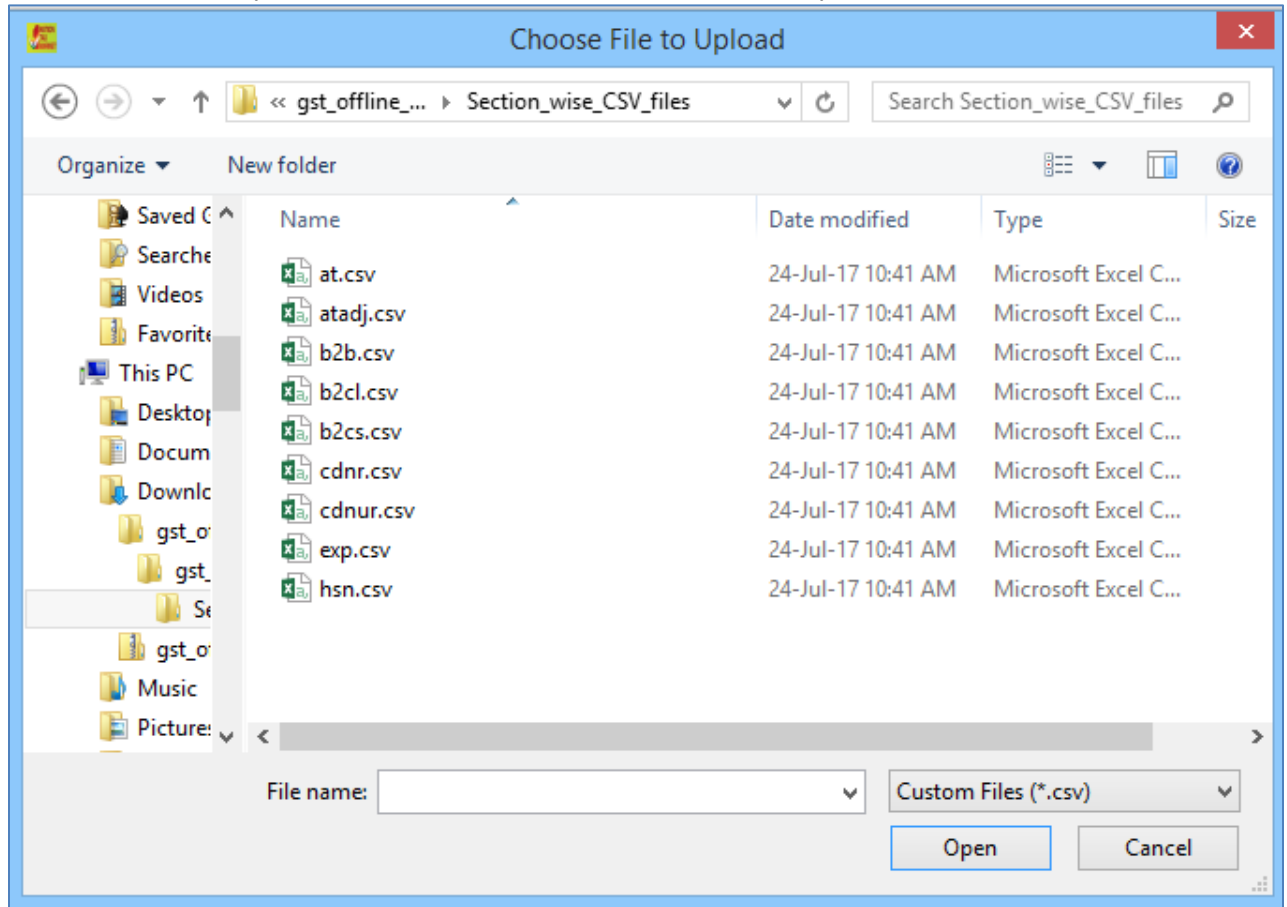 Choose File to Upload
« gst_offline_... Section_wise_CSV_files Search Section_wise_CSV_files
Organize New folder
Name Date modified Type Size
Saved G
Searche
Videos
Favorite
This PC
Desktop
Docum
Downlo
gst_o
gst_
Se
gst_o
Music
Pictures
at.csv 24-Jul-17 10:41 AM Microsoft Excel C...
atadj.csv 24-Jul-17 10:41 AM Microsoft Excel C...
b2b.csv 24-Jul-17 10:41 AM Microsoft Excel C...
b2cl.csv 24-Jul-17 10:41 AM Microsoft Excel C...
b2cs.csv 24-Jul-17 10:41 AM Microsoft Excel C...
cdnr.csv 24-Jul-17 10:41 AM Microsoft Excel C...
cdnur.csv 24-Jul-17 10:41 AM Microsoft Excel C...
exp.csv 24-Jul-17 10:41 AM Microsoft Excel C...
hsn.csv 24-Jul-17 10:41 AM Microsoft Excel C...
File name: Custom Files (*.csv)
Open Cancel